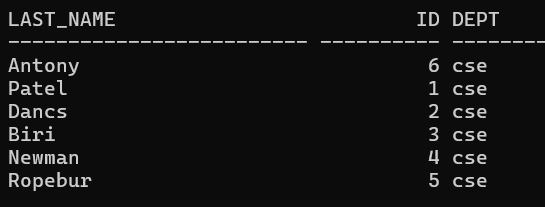 LAST_NAME                        ID DEPT
------------------------- ---------- --------
Antony                            6 cse
Patel                             1 cse
Dancs                             2 cse
Biri                              3 cse
Newman                            4 cse
Ropebur                           5 cse